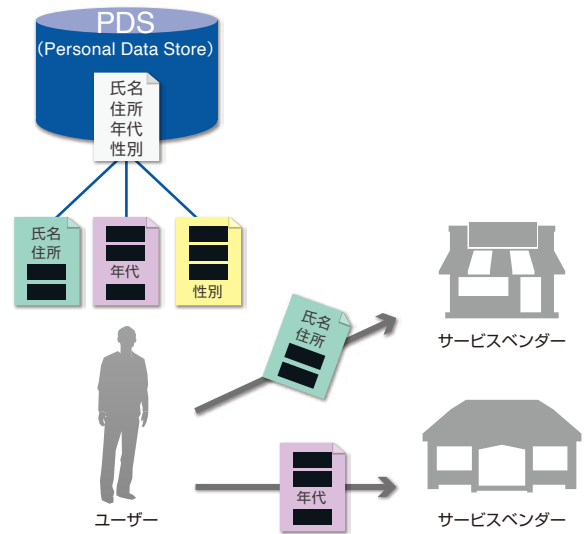 PDS
（Personal Data Store）
氏名
住所
年代
性別
氏名
住所
年代
性別
氏名
住所
サービスベンダー
年代
ユーザー
サービスベンダー